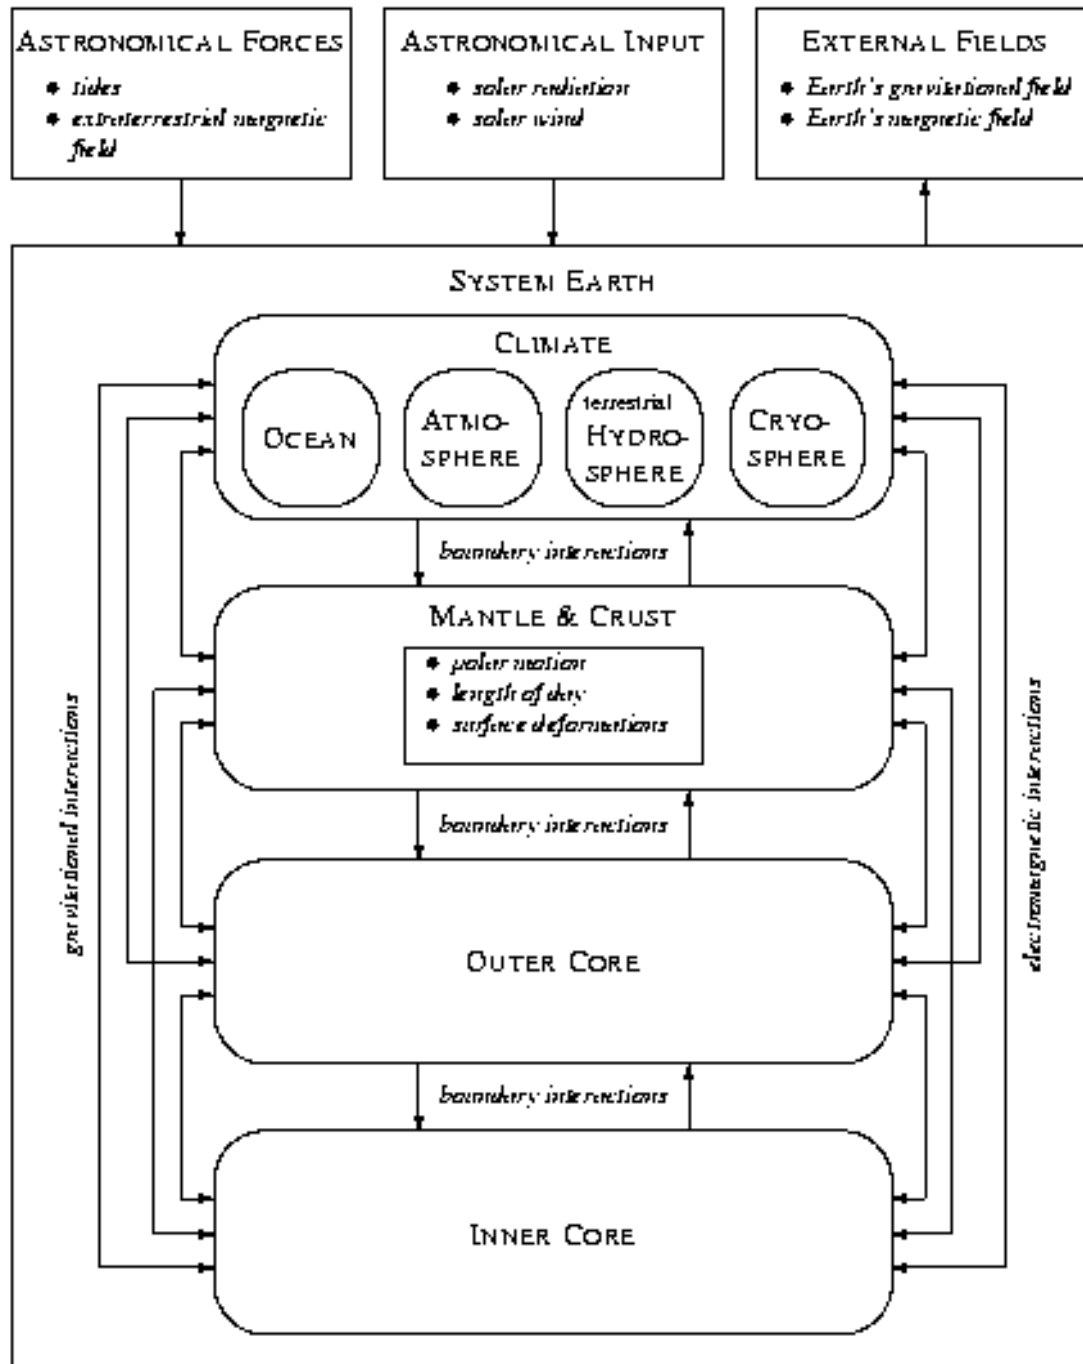 ASTRONOMICAL FORCES
• tides
• extraterrestrial magnetic
field
ASTRONOMICAL INPUT
• solar radiation
• solar wind
EXTERNAL FIELDS
• Earth's gravitational field
• Earth's magnetic field
SYSTEM EARTH
CLIMATE
OCEAN
ATMO-
SPHERE
terrestrial
HYDRO-
SPHERE
CRYO-
SPHERE
boundary interactions
MANTLE & CRUST
• polar motion
• length of day
• surface deformations
gravitational interactions
electromagnetic interactions
boundary interactions
OUTER CORE
boundary interactions
INNER CORE